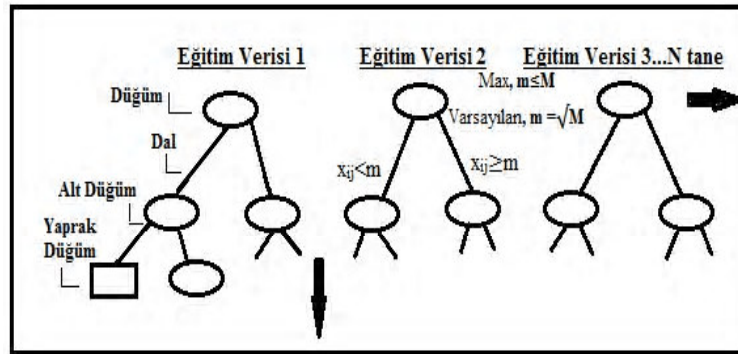 Eğitim Verisi 1
Eğitim Verisi 2
Eğitim Verisi 3...N tane
Max, m≤M
Düğüm
Varsayılan, m =√M
Dal
xij<m
xij≥m
Alt Düğüm
Yaprak
Düğüm